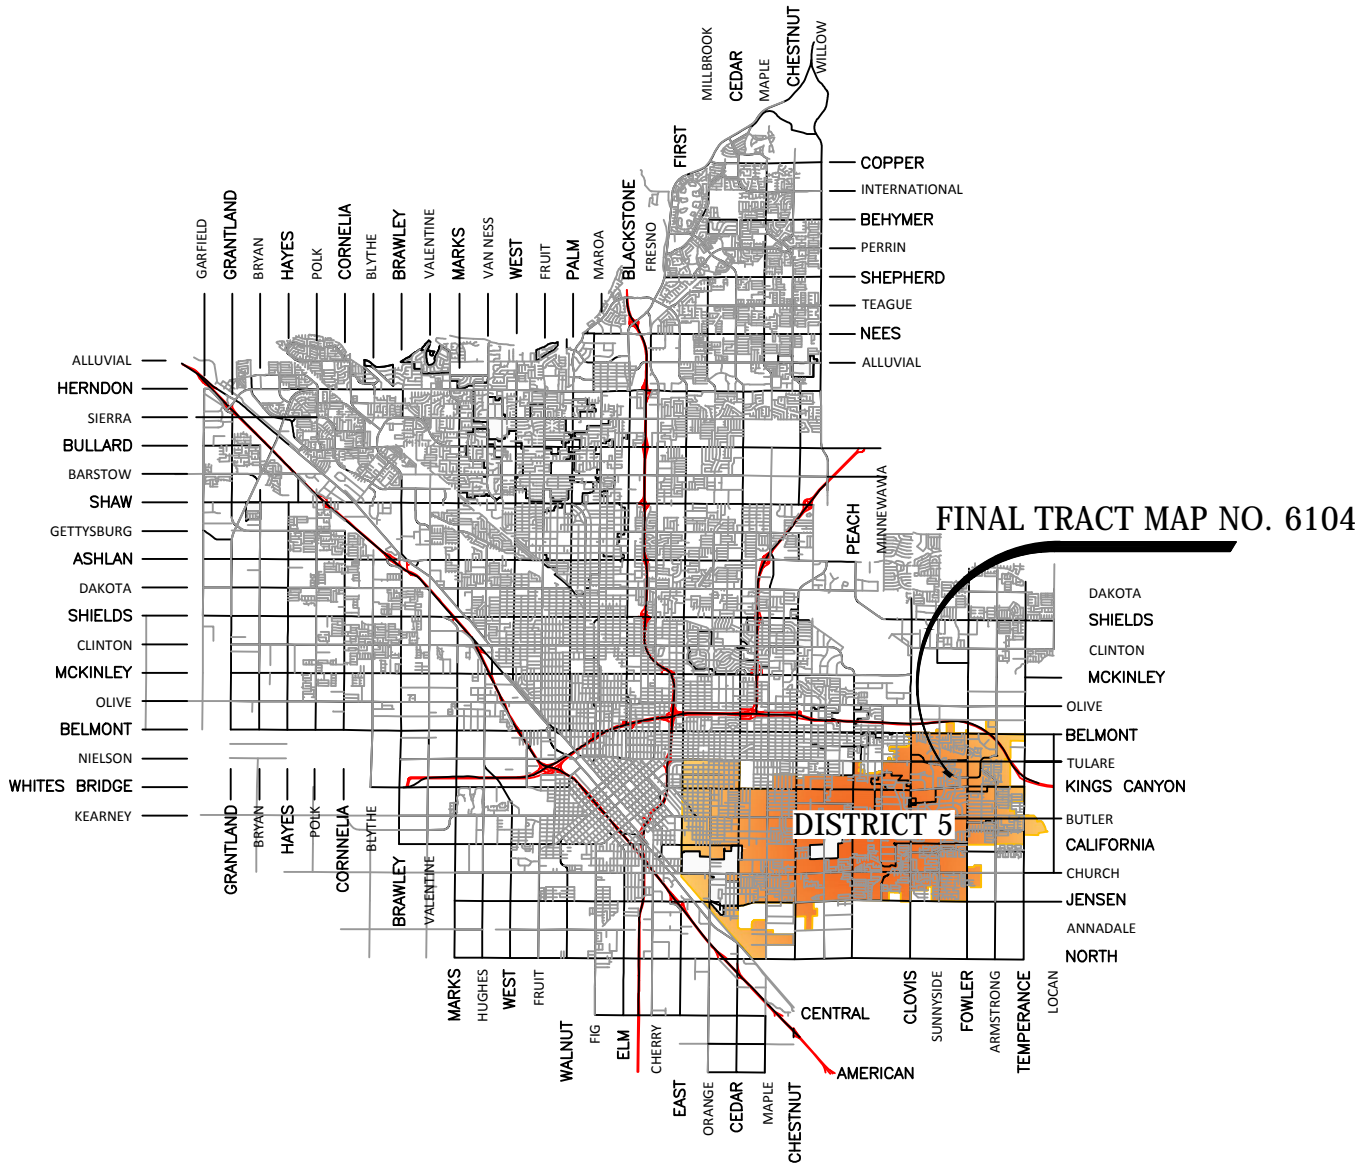 MILLBROOK
CEDAR
MAPLE
CHESTNUT
WILLOW
FIRST
COPPER
INTERNATIONAL
BEHYMER
PERRIN
SHEPHERD
TEAGUE
NEES
ALLUVIAL
GARFIELD
GRANTLAND
BRYAN
HAYES
POLK
CORNELIA
BLYTHE
BRAWLEY
VALENTINE
MARKS
VAN NESS
WEST
FRUIT
PALM
MAROA
BLACKSTONE
FRESNO
ALLUVIAL
HERNDON
SIERRA
BULLARD
BARSTOW
SHAW
GETTYSBURG
ASHLAN
DAKOTA
SHIELDS
CLINTON
MCKINLEY
OLIVE
BELMONT
NIELSON
WHITES BRIDGE
KEARNEY
PEACH
MINNEWAWA
FINAL TRACT MAP NO. 6104
DAKOTA
SHIELDS
CLINTON
MCKINLEY
OLIVE
BELMONT
TULARE
KINGS CANYON
BUTLER
CALIFORNIA
CHURCH
JENSEN
ANNADALE
NORTH
DISTRICT 5
GRANTLAND
BRYAN
HAYES
POLK
CORNNELIA
BLYTHE
BRAWLEY
VALENTINE
MARKS
HUGHES
WEST
FRUIT
WALNUT
FIG
ELM
CHERRY
EAST
ORANGE
CEDAR
MAPLE
CHESTNUT
CENTRAL
AMERICAN
CLOVIS
SUNNYSIDE
FOWLER
ARMSTRONG
TEMPERANCE
LOCAN